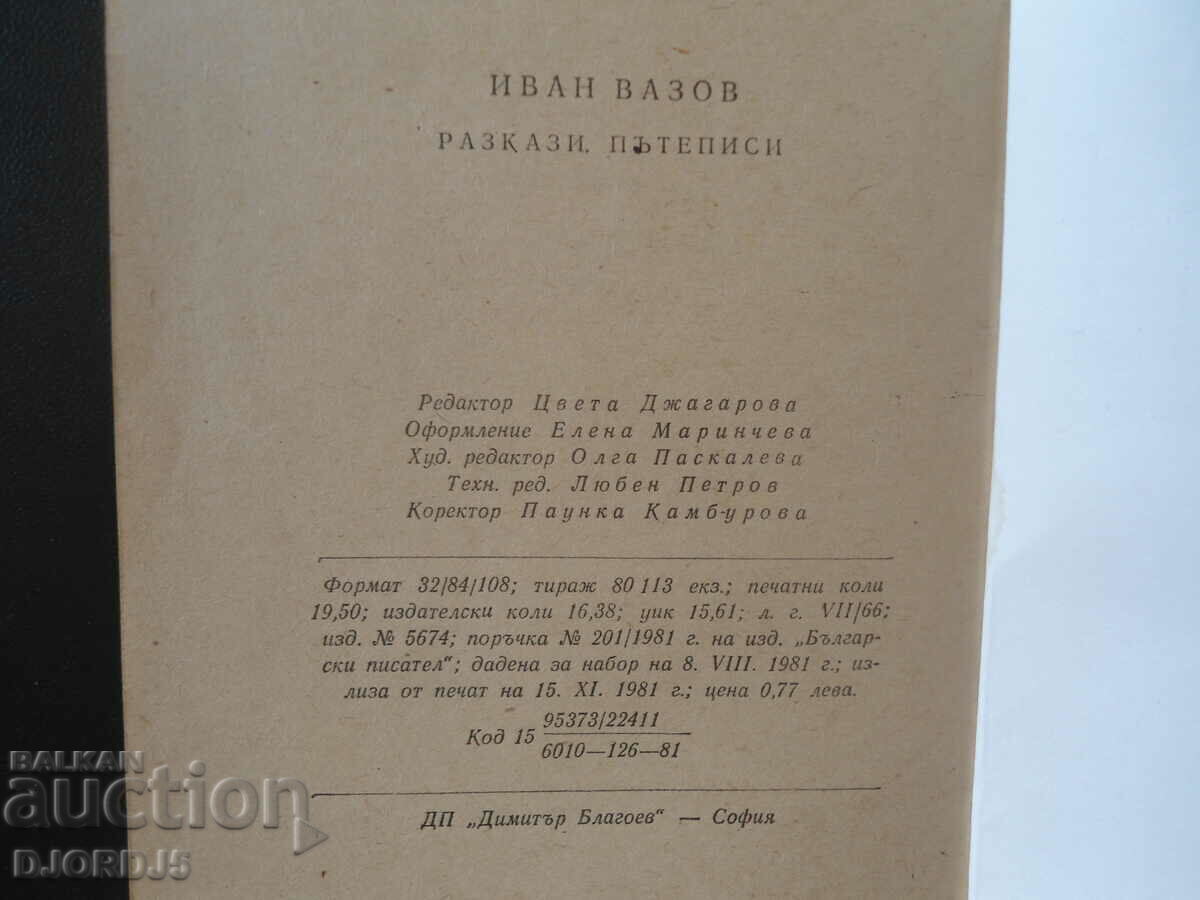 ИВАН ВАЗОВ
РАЗКАЗИ. ПЪТЕПИСИ
Редактор Цвета Джагарова
Оформление Елена Маринчева
Худ. редактор Олга Паскалева
Техн. ред. Любен Петров
Коректор Паунка Камбурова
Формат 32/84/108; тираж 80 113 екз.; печатни коли
19,50; издателски коли 16,38; уик 15,61; л. г. VII/66;
изд. № 5674; поръчка № 201/1981 г. на изд. „Българ-
ски писател“; дадена за набор на 8. VIII. 1981 г.; из-
лиза от печат на 15. XI. 1981 г.; цена 0,77 лева.
Код 15 95373/22411
6010—126—81
ДП „Димитър Благоев“ — София
BALKAN
auction
DJORDJ5